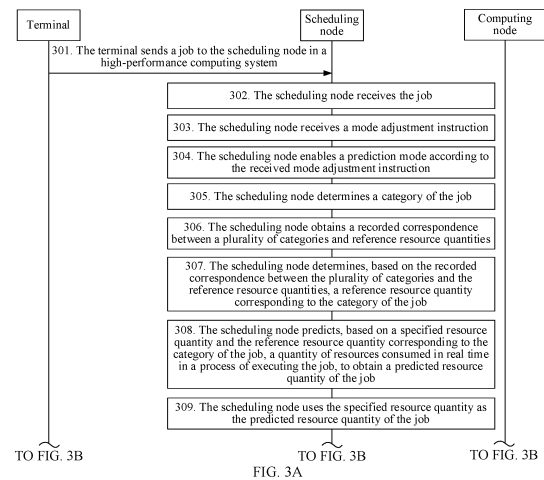 Terminal
Scheduling
node
Computing
node
301. The terminal sends a job to the scheduling node in a
high-performance computing system
302. The scheduling node receives the job
303. The scheduling node receives a mode adjustment instruction
304. The scheduling node enables a prediction mode according to
the received mode adjustment instruction
305. The scheduling node determines a category of the job
306. The scheduling node obtains a recorded correspondence
between a plurality of categories and reference resource quantities
307. The scheduling node determines, based on the recorded
correspondence between the plurality of categories and the
reference resource quantities, a reference resource quantity
corresponding to the category of the job
308. The scheduling node predicts, based on a specified resource
quantity and the reference resource quantity corresponding to the
category of the job, a quantity of resources consumed in real time
in a process of executing the job, to obtain a predicted resource
quantity of the job
309. The scheduling node uses the specified resource quantity as
the predicted resource quantity of the job
TO FIG. 3B
TO FIG. 3B
TO FIG. 3B
FIG. 3A